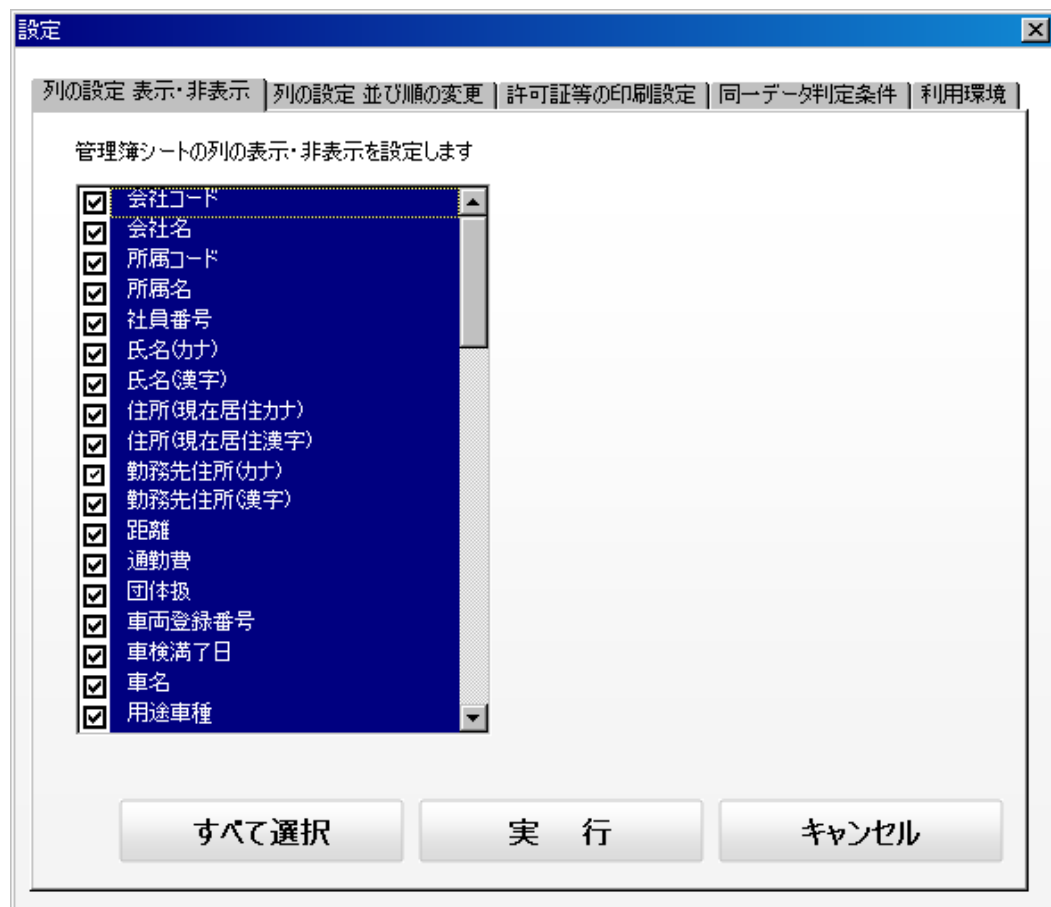 設定
列の設定 表示・非表示 列の設定 並び順の変更 許可証等の印刷設定 同一データ判定条件 利用環境
管理簿シートの列の表示・非表示を設定します
会社コード
会社名
所属コード
所属名
社員番号
氏名(カナ)
氏名(漢字)
住所(現在居住カナ)
住所(現在居住漢字)
勤務先住所(カナ)
勤務先住所(漢字)
距離
通勤費
団体扱
車両登録番号
車検満了日
車名
用途車種
すべて選択 実 行 キャンセル